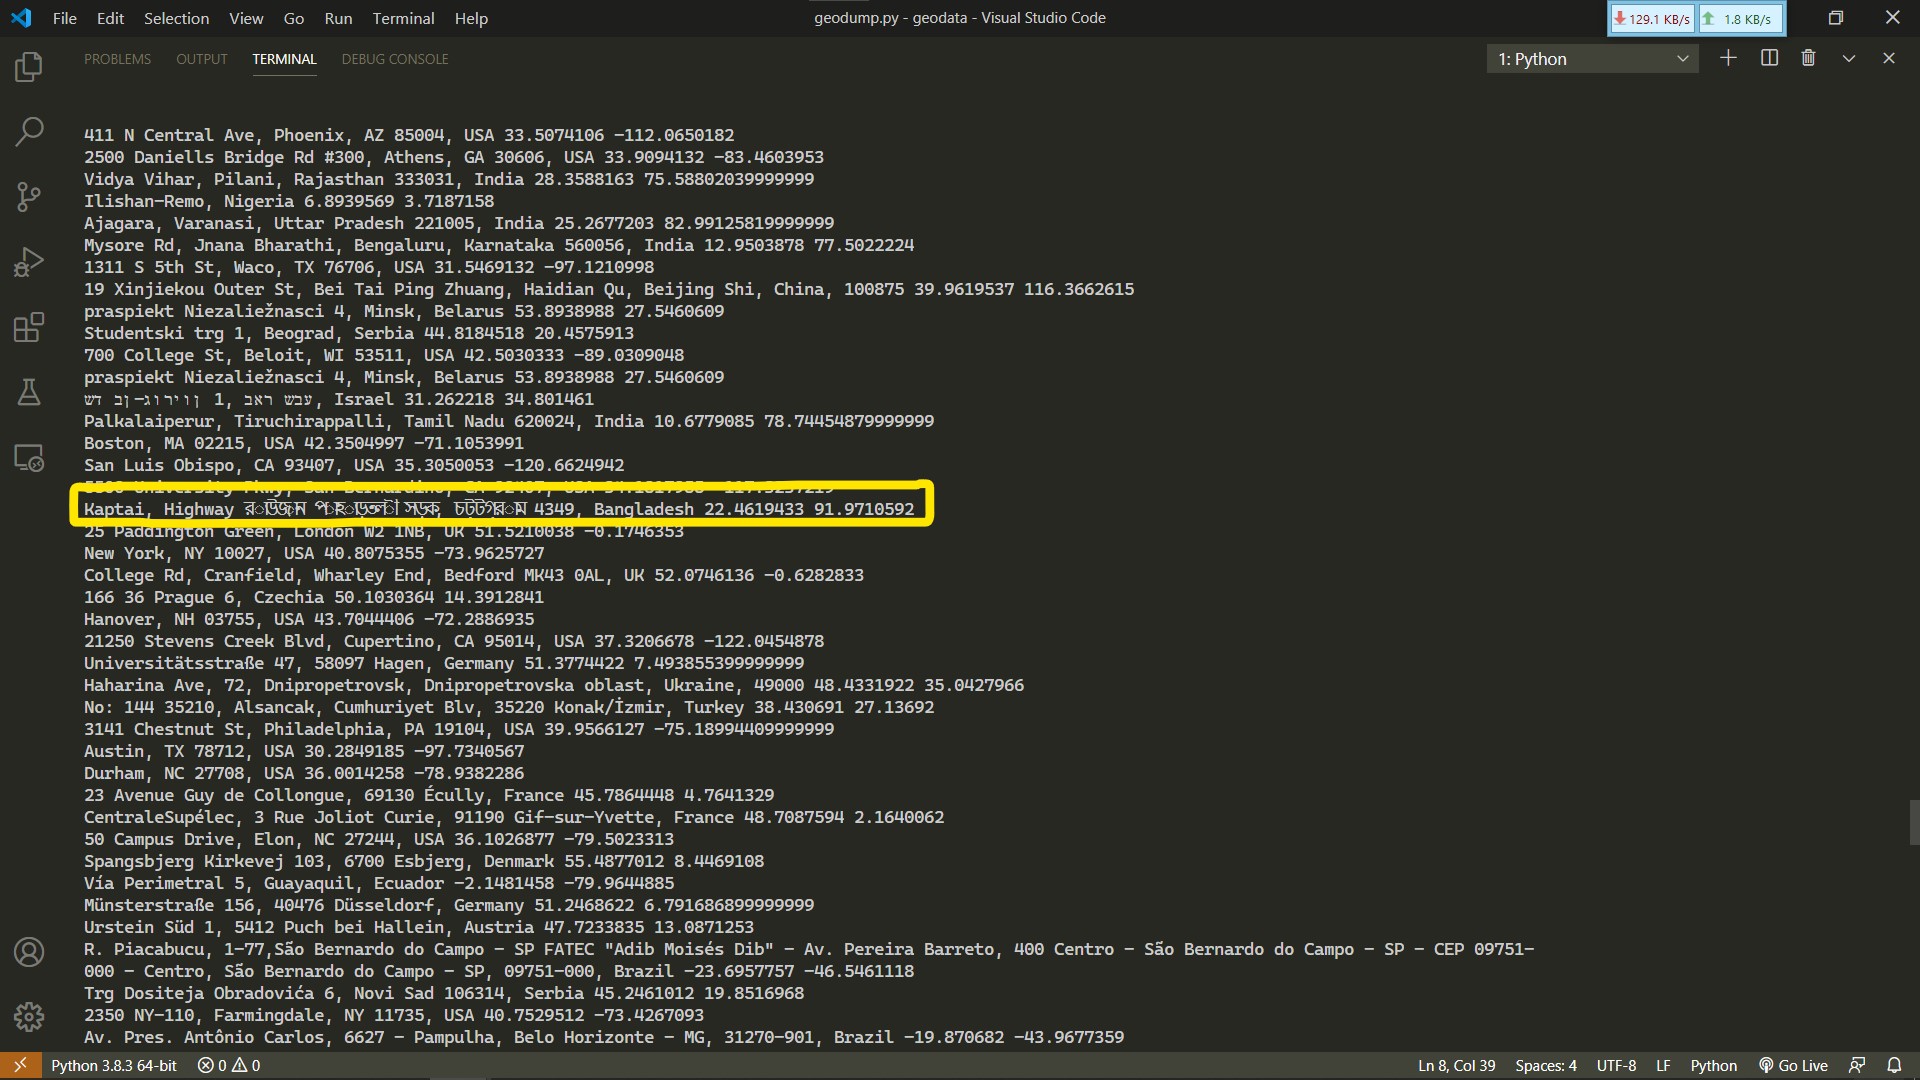 File Edit Selection View Go Run Terminal Help
geodump.py - geodata - Visual Studio Code
129.1 KB/s 1.8 KB/s
PROBLEMS OUTPUT TERMINAL DEBUG CONSOLE
1: Python
411 N Central Ave, Phoenix, AZ 85004, USA 33.5074106 -112.0650182
2500 Daniells Bridge Rd #300, Athens, GA 30606, USA 33.9094132 -83.4603953
Vidya Vihar, Pilani, Rajasthan 333031, India 28.3588163 75.58802039999999
Ilishan-Remo, Nigeria 6.8939569 3.7187158
Ajagara, Varanasi, Uttar Pradesh 221005, India 25.2677203 82.99125819999999
Mysore Rd, Jnana Bharathi, Bengaluru, Karnataka 560056, India 12.9503878 77.5022224
1311 S 5th St, Waco, TX 76706, USA 31.5469132 -97.1210998
19 Xinjiekou Outer St, Bei Tai Ping Zhuang, Haidian Qu, Beijing Shi, China, 100875 39.9619537 116.3662615
praspiekt Niezaliežnasci 4, Minsk, Belarus 53.8938988 27.5460609
Studentski trg 1, Beograd, Serbia 44.8184518 20.4575913
700 College St, Beloit, WI 53511, USA 42.5030333 -89.0309048
praspiekt Niezaliežnasci 4, Minsk, Belarus 53.8938988 27.5460609
שד בן-גוריון 1, באר שבע, Israel 31.262218 34.801461
Palkalaiperur, Tiruchirappalli, Tamil Nadu 620024, India 10.6779085 78.74454879999999
Boston, MA 02215, USA 42.3504997 -71.1053991
San Luis Obispo, CA 93407, USA 35.3050053 -120.6624942
5500 University Pkwy, San Bernardino, CA 92407, USA
Kaptai, Highway রাউজান পাহাড়তলী সড়ক, চট্টগ্রাম 4349, Bangladesh 22.4619433 91.9710592
25 Paddington Green, London W2 1NB, UK 51.5210038 -0.1746353
New York, NY 10027, USA 40.8075355 -73.9625727
College Rd, Cranfield, Wharley End, Bedford MK43 0AL, UK 52.0746136 -0.6282833
166 36 Prague 6, Czechia 50.1030364 14.3912841
Hanover, NH 03755, USA 43.7044406 -72.2886935
21250 Stevens Creek Blvd, Cupertino, CA 95014, USA 37.3206678 -122.0454878
Universitätsstraße 47, 58097 Hagen, Germany 51.3774422 7.493855399999999
Haharina Ave, 72, Dnipropetrovsk, Dnipropetrovska oblast, Ukraine, 49000 48.4331922 35.0427966
No: 144 35210, Alsancak, Cumhuriyet Blv, 35220 Konak/İzmir, Turkey 38.430691 27.13692
3141 Chestnut St, Philadelphia, PA 19104, USA 39.9566127 -75.18994409999999
Austin, TX 78712, USA 30.2849185 -97.7340567
Durham, NC 27708, USA 36.0014258 -78.9382286
23 Avenue Guy de Collongue, 69130 Écully, France 45.7864448 4.7641329
CentraleSupélec, 3 Rue Joliot Curie, 91190 Gif-sur-Yvette, France 48.7087594 2.1640062
50 Campus Drive, Elon, NC 27244, USA 36.1026877 -79.5023313
Spangsbjerg Kirkevej 103, 6700 Esbjerg, Denmark 55.4877012 8.4469108
Vía Perimetral 5, Guayaquil, Ecuador -2.1481458 -79.9644885
Münsterstraße 156, 40476 Düsseldorf, Germany 51.2468622 6.791686899999999
Urstein Süd 1, 5412 Puch bei Hallein, Austria 47.7233835 13.0871253
R. Piacabucu, 1-77,São Bernardo do Campo - SP FATEC "Adib Moisés Dib" - Av. Pereira Barreto, 400 Centro - São Bernardo do Campo - SP - CEP 09751-
000 - Centro, São Bernardo do Campo - SP, 09751-000, Brazil -23.6957757 -46.5461118
Trg Dositeja Obradovića 6, Novi Sad 106314, Serbia 45.2461012 19.8516968
2350 NY-110, Farmingdale, NY 11735, USA 40.7529512 -73.4267093
Av. Pres. Antônio Carlos, 6627 - Pampulha, Belo Horizonte - MG, 31270-901, Brazil -19.870682 -43.9677359
Python 3.8.3 64-bit 0 0 Ln 8, Col 39 Spaces: 4 UTF-8 LF Python Go Live